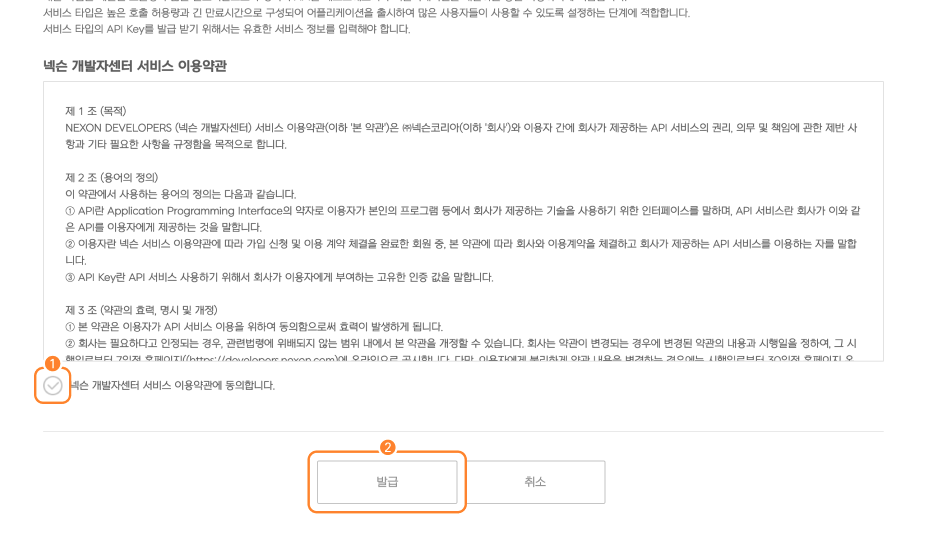 서비스 타입은 높은 호출 허용량과 긴 만료시간으로 구성되어 어플리케이션을 출시하여 많은 사용자들이 사용할 수 있도록 설정하는 단계에 적합합니다.
서비스 타입의 API Key를 발급 받기 위해서는 유효한 서비스 정보를 입력해야 합니다.
넥슨 개발자센터 서비스 이용약관
제 1 조 (목적)
NEXON DEVELOPERS (넥슨 개발자센터) 서비스 이용약관(이하 '본 약관')은 ㈜넥슨코리아(이하 '회사')와 이용자 간에 회사가 제공하는 API 서비스의 권리, 의무 및 책임에 관한 제반 사
항과 기타 필요한 사항을 규정함을 목적으로 합니다.
제 2 조 (용어의 정의)
이 약관에서 사용하는 용어의 정의는 다음과 같습니다.
① API란 Application Programming Interface의 약자로 이용자가 본인의 프로그램 등에서 회사가 제공하는 기술을 사용하기 위한 인터페이스를 말하며, API 서비스란 회사가 이와 같
은 API를 이용자에게 제공하는 것을 말합니다.
② 이용자란 넥슨 서비스 이용약관에 따라 가입 신청 및 이용 계약 체결을 완료한 회원 중, 본 약관에 따라 회사와 이용계약을 체결하고 회사가 제공하는 API 서비스를 이용하는 자를 말합
니다.
③ API Key란 API 서비스 사용하기 위해서 회사가 이용자에게 부여하는 고유한 인증 값을 말합니다.
제 3 조 (약관의 효력, 명시 및 개정)
① 본 약관은 이용자가 API 서비스 이용을 위하여 동의함으로써 효력이 발생하게 됩니다.
② 회사는 필요하다고 인정되는 경우, 관련법령에 위배되지 않는 범위 내에서 본 약관을 개정할 수 있습니다. 회사는 약관이 변경되는 경우에 변경된 약관의 내용과 시행일을 정하여, 그 시
행일로부터 7일전 홈페이지(https://developers.nexon.com)에 온라인으로 공시합니다. 다만, 이용자에게 불리하게 약관 내용을 변경하는 경우에는 시행일로부터 30일전 홈페이지 온
1
넥슨 개발자센터 서비스 이용약관에 동의합니다.
2
발급
취소